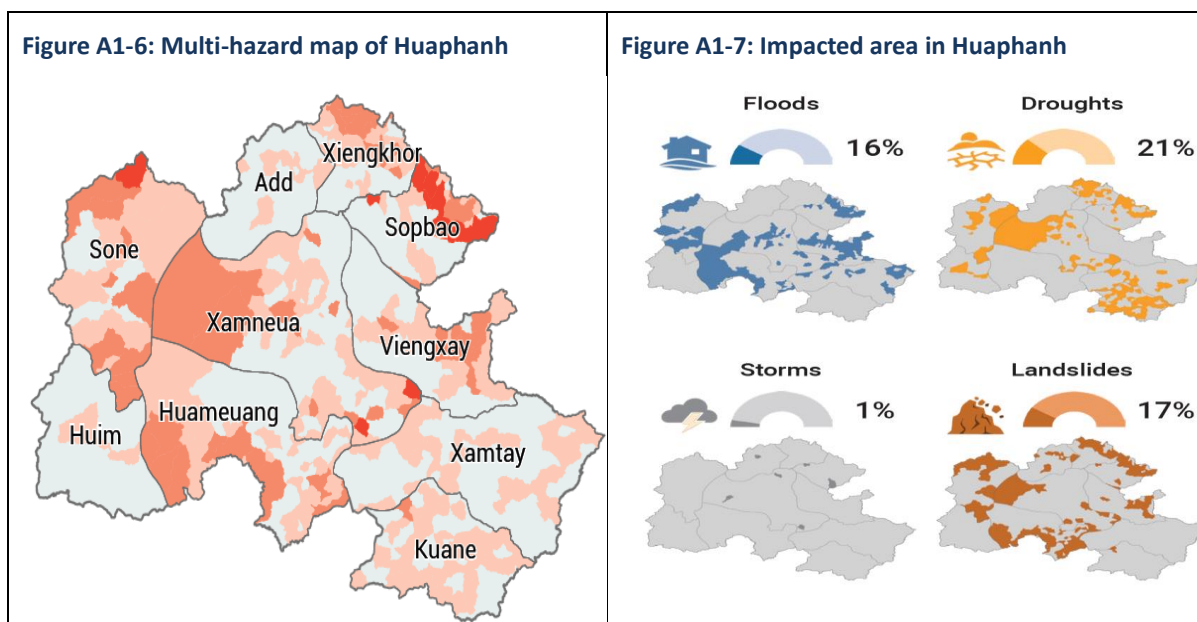 Figure A1-6: Multi-hazard map of Huaphanh
Xiengkhor
Add
Sopbao
Sone
Xamneua
Viengxay
Huameuang
Huim
Xamtay
Kuane
Figure A1-7: Impacted area in Huaphanh
Floods
16%
Droughts
21%
Storms
1%
Landslides
17%